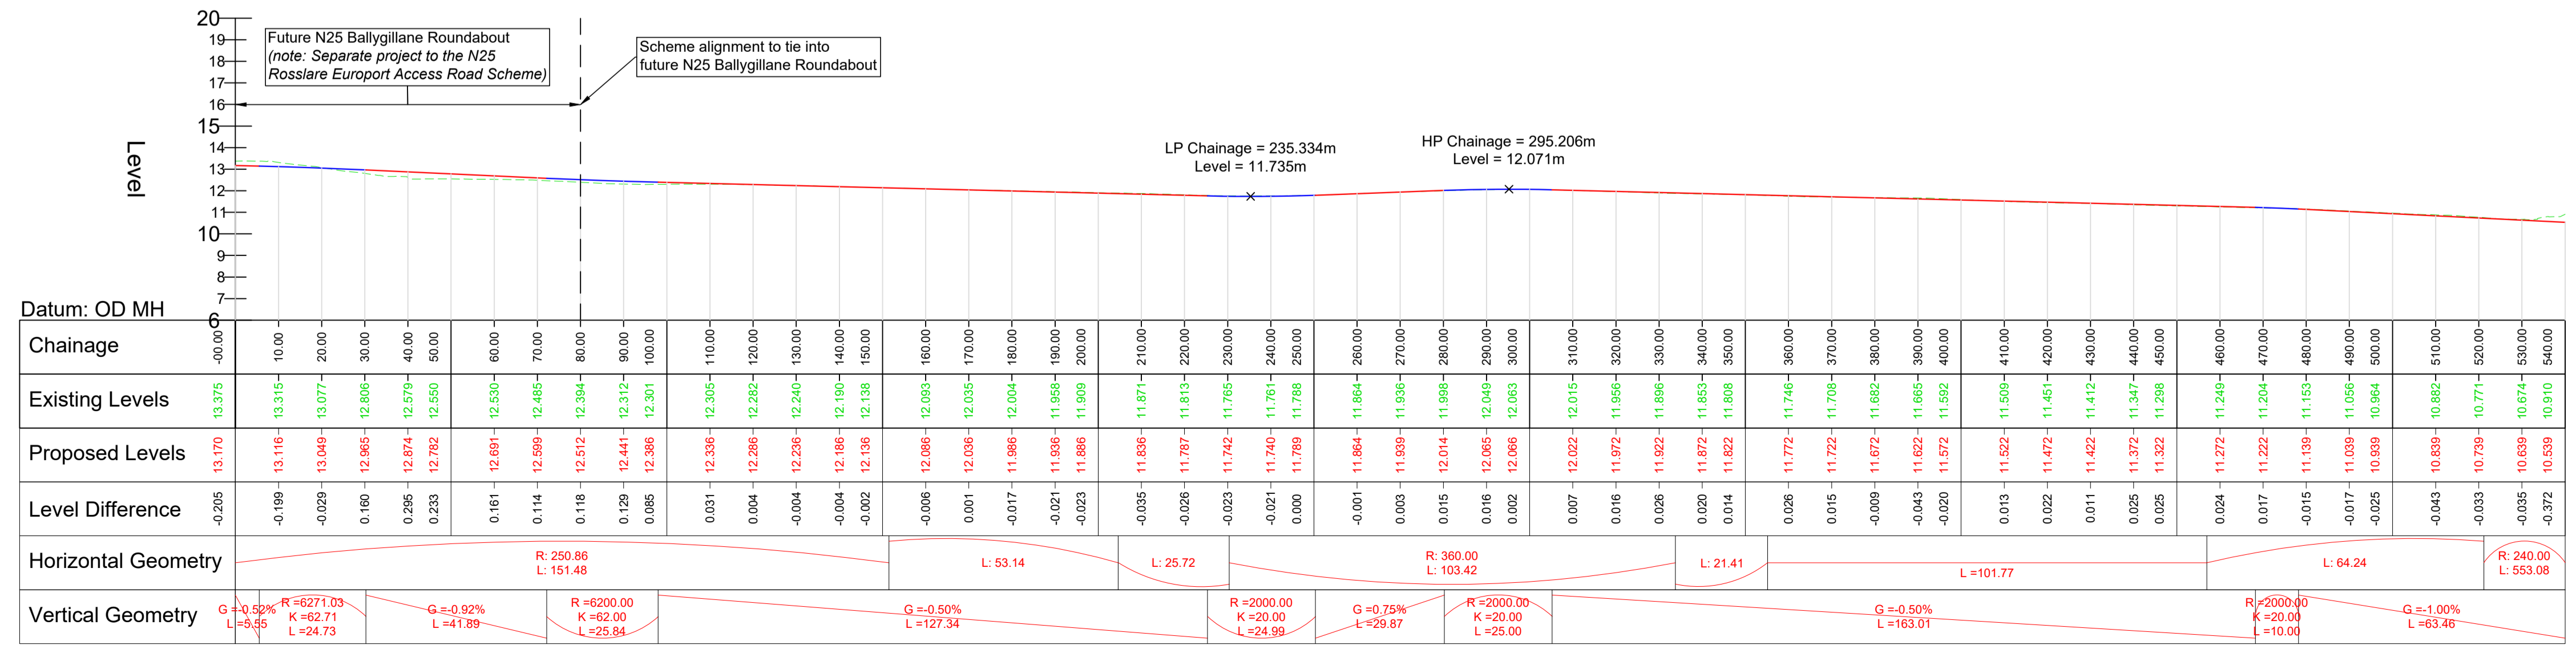 20
19
18
17
16
15
14
13
12
11
10
9
8
7
6
Level
Future N25 Ballygillane Roundabout
(note: Separate project to the N25
Rosslare Europort Access Road Scheme)
Scheme alignment to tie into
future N25 Ballygillane Roundabout
LP Chainage = 235.334m
Level = 11.735m
HP Chainage = 295.206m
Level = 12.071m
Datum: OD MH
Chainage -00.00 10.00 20.00 30.00 40.00 50.00 60.00 70.00 80.00 90.00 100.00 110.00 120.00 130.00 140.00 150.00 160.00 170.00 180.00 190.00 200.00 210.00 220.00 230.00 240.00 250.00 260.00 270.00 280.00 290.00 300.00 310.00 320.00 330.00 340.00 350.00 360.00 370.00 380.00 390.00 400.00 410.00 420.00 430.00 440.00 450.00 460.00 470.00 480.00 490.00 500.00 510.00 520.00 530.00 540.00
Existing Levels 13.375 13.315 13.077 12.806 12.579 12.550 12.530 12.485 12.394 12.312 12.301 12.305 12.282 12.240 12.190 12.138 12.093 12.035 12.004 11.958 11.909 11.871 11.813 11.765 11.761 11.788 11.864 11.936 11.998 12.049 12.063 12.015 11.956 11.896 11.853 11.808 11.746 11.708 11.682 11.665 11.592 11.509 11.451 11.412 11.347 11.298 11.249 11.204 11.153 11.056 10.964 10.882 10.771 10.674 10.910
Proposed Levels 13.170 13.116 13.049 12.965 12.874 12.782 12.691 12.599 12.512 12.441 12.386 12.336 12.286 12.236 12.186 12.136 12.086 12.036 11.986 11.936 11.886 11.836 11.787 11.742 11.740 11.789 11.864 11.939 12.014 12.065 12.066 12.022 11.972 11.922 11.872 11.822 11.772 11.722 11.672 11.622 11.572 11.522 11.472 11.422 11.372 11.322 11.272 11.222 11.139 11.039 10.939 10.839 10.739 10.639 10.539
Level Difference -0.205 -0.199 -0.029 0.160 0.295 0.233 0.161 0.114 0.118 0.129 0.085 0.031 0.004 -0.004 -0.004 -0.002 -0.006 0.001 -0.017 -0.021 -0.023 -0.035 -0.026 -0.023 -0.021 0.000 -0.001 0.003 0.015 0.016 0.002 0.007 0.016 0.026 0.020 0.014 0.026 0.015 -0.009 -0.043 -0.020 0.013 0.022 0.011 0.025 0.025 0.024 0.017 -0.015 -0.017 -0.025 -0.043 -0.033 -0.035 -0.372
Horizontal Geometry
R: 250.86
L: 151.48
L: 53.14
L: 25.72
R: 360.00
L: 103.42
L: 21.41
L =101.77
L: 64.24
R: 240.00
L: 553.08
Vertical Geometry
G =-0.52%
L =5.55
R =6271.03
K =62.71
L =24.73
G =-0.92%
L =41.89
R =6200.00
K =62.00
L =25.84
G =-0.50%
L =127.34
R =2000.00
K =20.00
L =24.99
G =0.75%
L =29.87
R =2000.00
K =20.00
L =25.00
G =-0.50%
L =163.01
R =2000.00
K =20.00
L =10.00
G =-1.00%
L =63.46